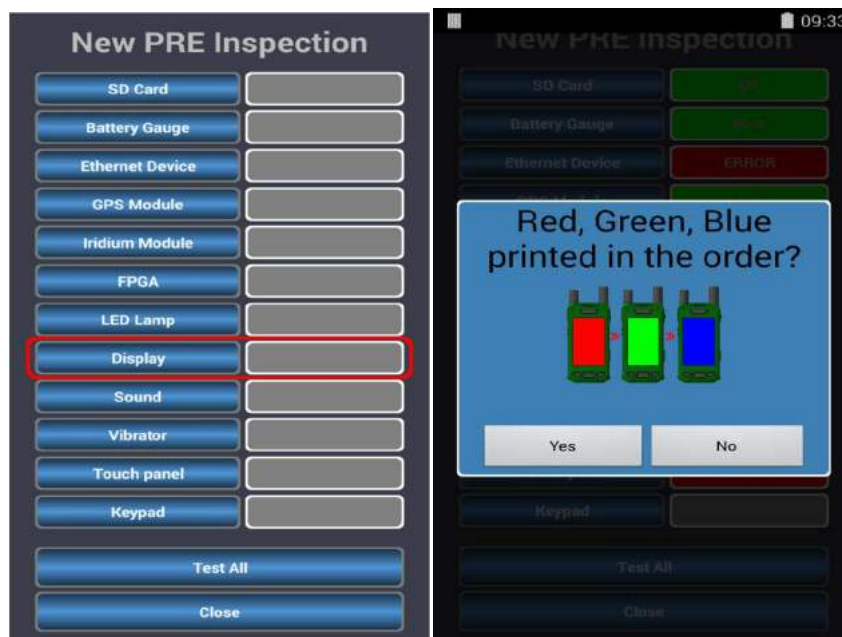 New PRE Inspection
SD Card
Battery Gauge
Ethernet Device
GPS Module
Iridium Module
FPGA
LED Lamp
Display
Sound
Vibrator
Touch panel
Keypad
Test All
Close
09:33
New PRE Inspection
SD Card
Battery Gauge
Ethernet Device ERROR
Red, Green, Blue
printed in the order?
Yes No
Keypad
Test All
Close